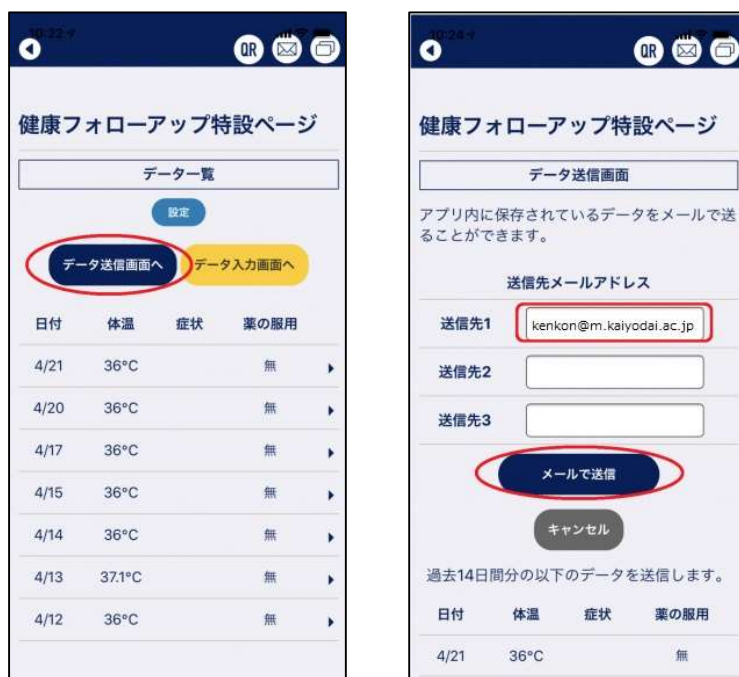 10:22
QR
健康フォローアップ特設ページ
データ一覧
設定
データ送信画面へ
データ入力画面へ
日付 体温 症状 薬の服用
4/21 36°C 無
4/20 36°C 無
4/17 36°C 無
4/15 36°C 無
4/14 36°C 無
4/13 37.1°C 無
4/12 36°C 無
10:24
QR
健康フォローアップ特設ページ
データ送信画面
アプリ内に保存されているデータをメールで送
ることができます。
送信先メールアドレス
送信先1 kenkon@m.kaiyodai.ac.jp
送信先2
送信先3
メールで送信
キャンセル
過去14日間分の以下のデータを送信します。
日付 体温 症状 薬の服用
4/21 36°C 無